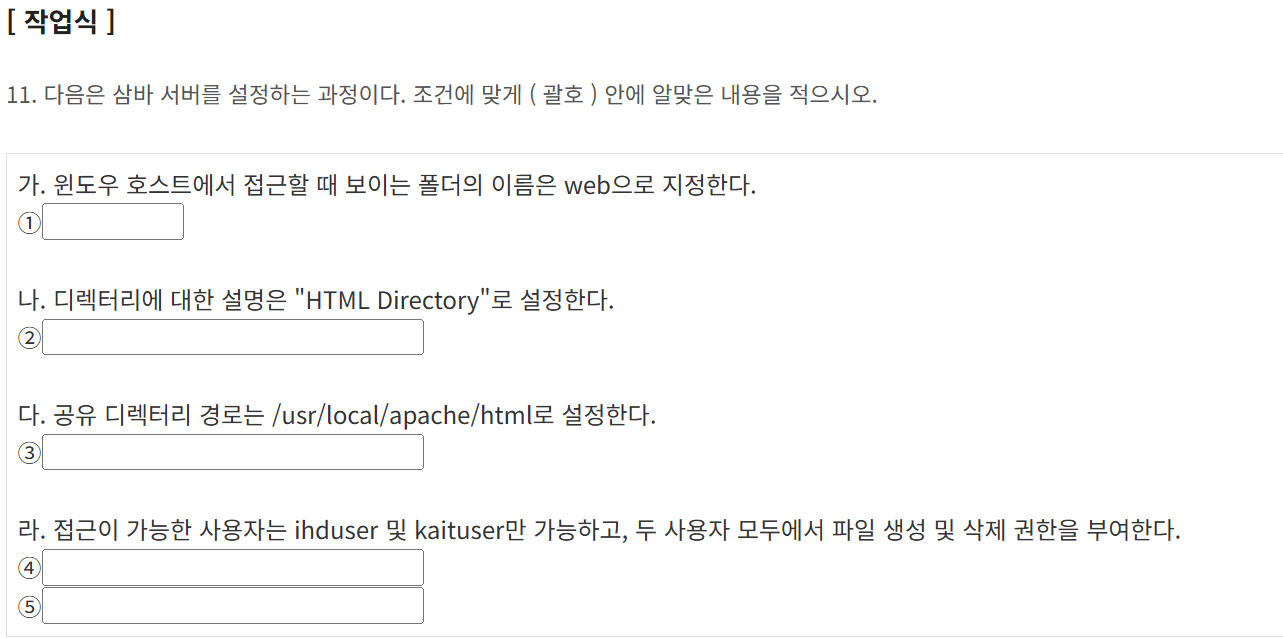 [ 작업식 ]
11. 다음은 삼바 서버를 설정하는 과정이다. 조건에 맞게 ( 괄호 ) 안에 알맞은 내용을 적으시오.
가. 윈도우 호스트에서 접근할 때 보이는 폴더의 이름은 web으로 지정한다.
①
나. 디렉터리에 대한 설명은 "HTML Directory"로 설정한다.
②
다. 공유 디렉터리 경로는 /usr/local/apache/html로 설정한다.
③
라. 접근이 가능한 사용자는 ihduser 및 kaituser만 가능하고, 두 사용자 모두에서 파일 생성 및 삭제 권한을 부여한다.
④
⑤